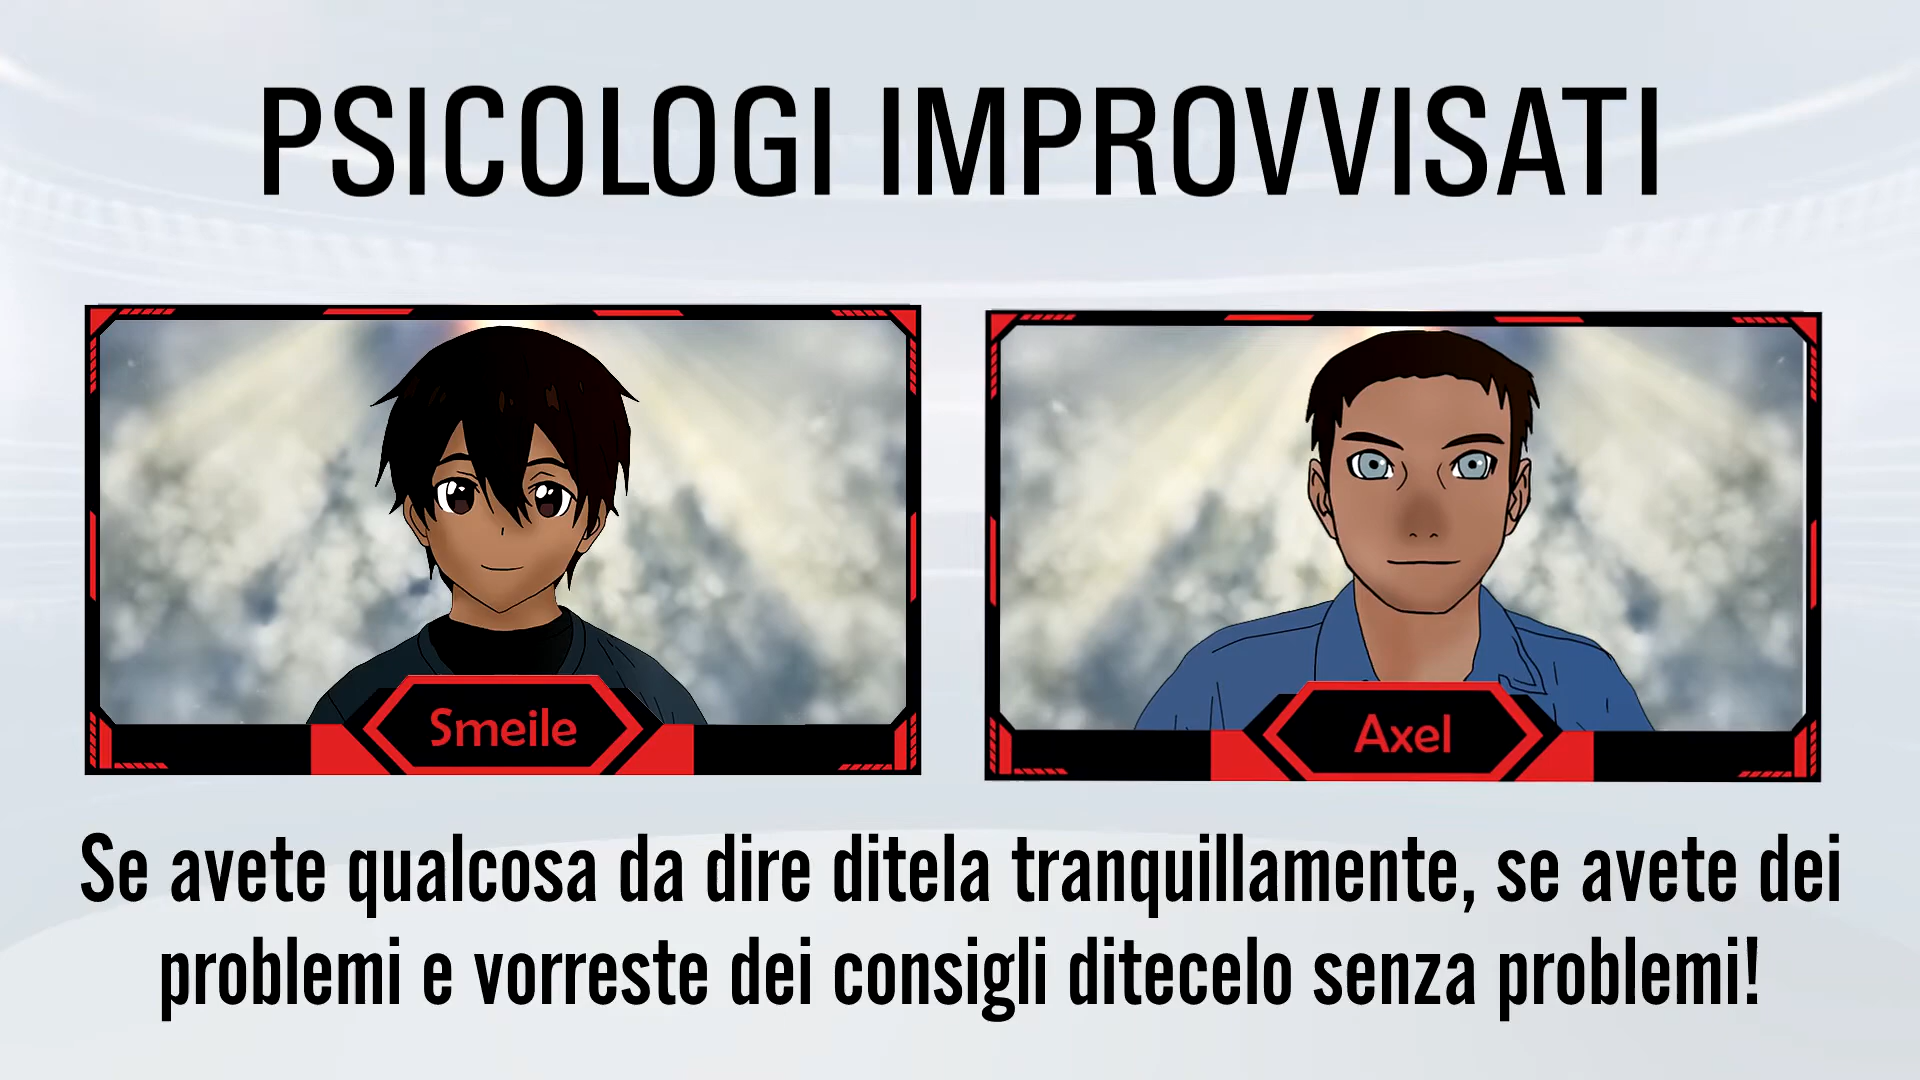 PSICOLOGI IMPROVVISATI
Smeile
Axel
Se avete qualcosa da dire ditela tranquillamente, se avete dei
problemi e vorreste dei consigli ditecelo senza problemi!